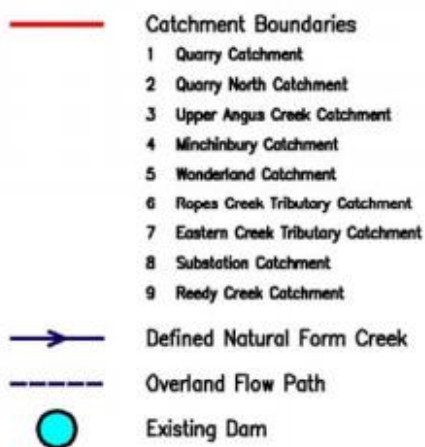 Catchment Boundaries
1 Quarry Catchment
2 Quarry North Catchment
3 Upper Angus Creek Catchment
4 Minchinbury Catchment
5 Wonderland Catchment
6 Ropes Creek Tributary Catchment
7 Eastern Creek Tributary Catchment
8 Substation Catchment
9 Reedy Creek Catchment
Defined Natural Form Creek
Overland Flow Path
Existing Dam